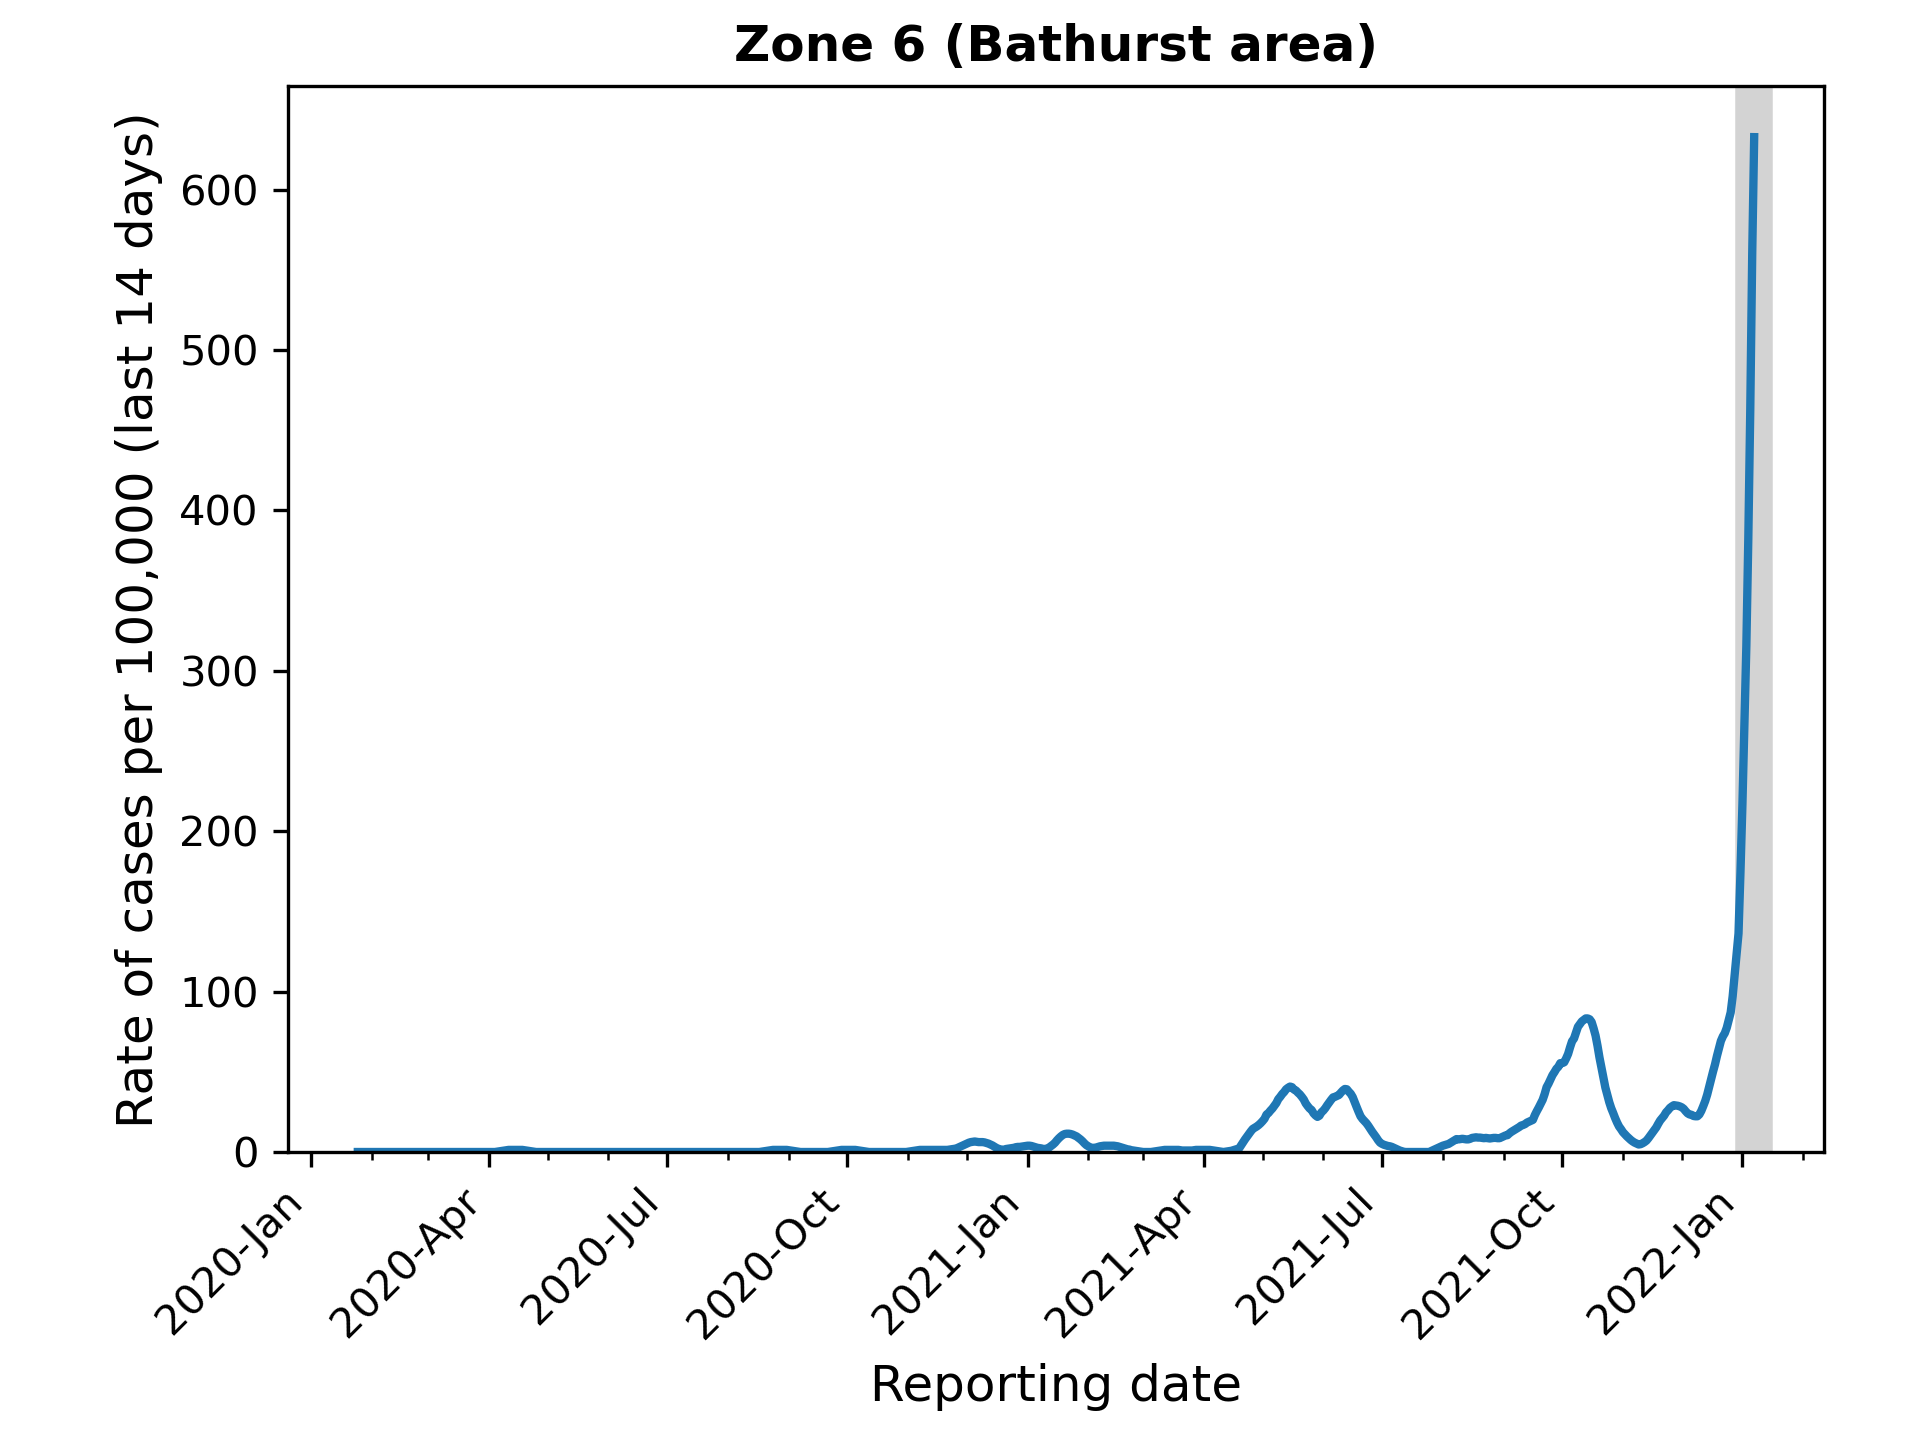 Zone 6 (Bathurst area)
Rate of cases per 100,000 (last 14 days)
600
500
400
300
200
100
0
2020-Jan
2020-Apr
2020-Jul
2020-Oct
2021-Jan
2021-Apr
2021-Jul
2021-Oct
2022-Jan
Reporting date